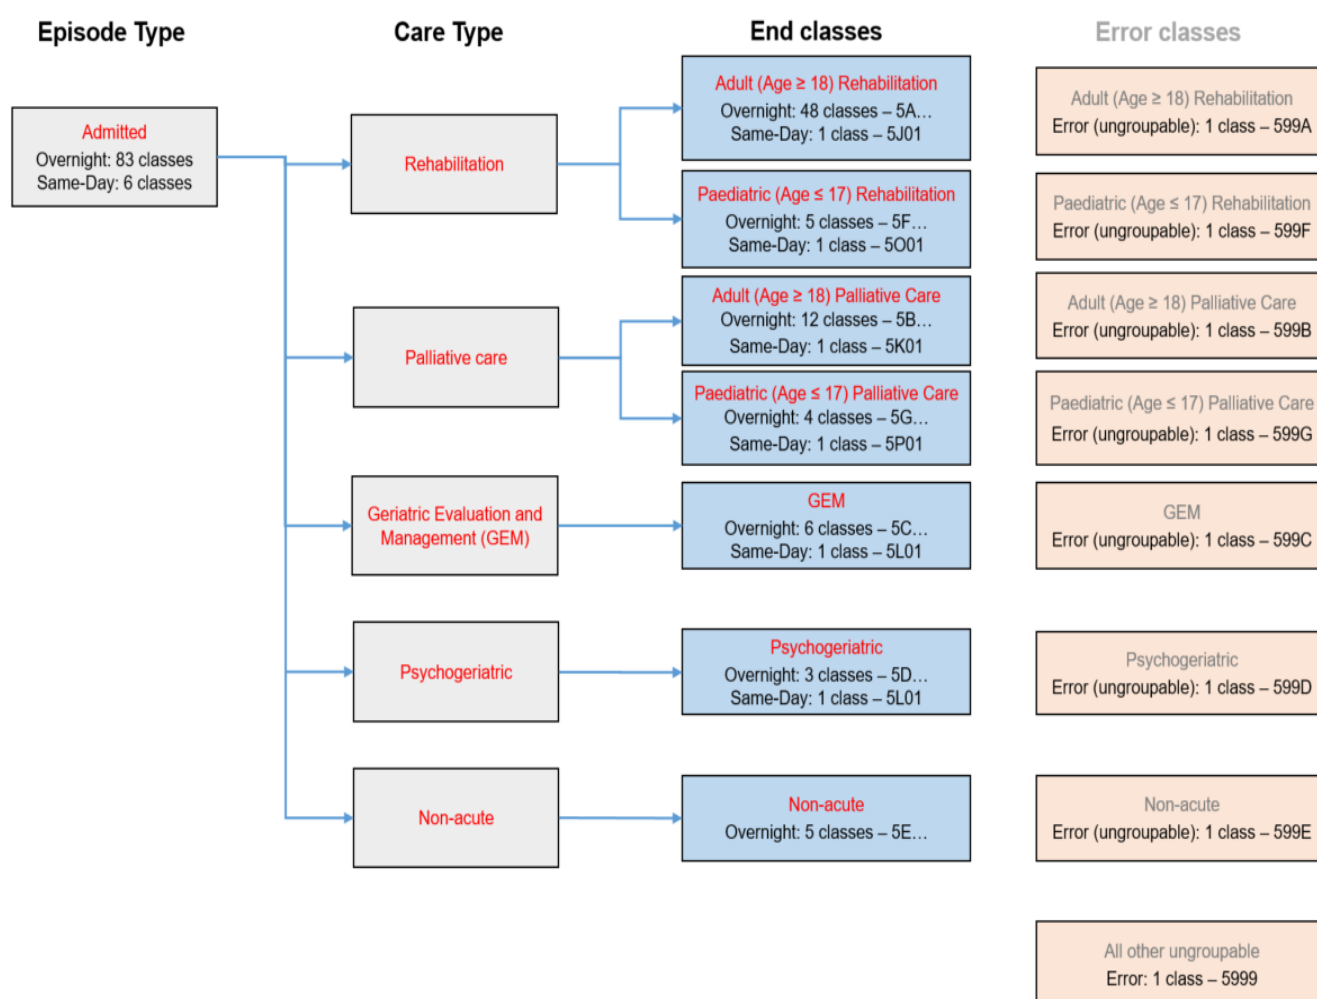 Episode Type
Care Type
End classes
Error classes
Admitted
Overnight: 83 classes
Same-Day: 6 classes
Rehabilitation
Adult (Age ≥ 18) Rehabilitation
Overnight: 48 classes – 5A...
Same-Day: 1 class – 5J01
Adult (Age ≥ 18) Rehabilitation
Error (ungroupable): 1 class – 599A
Paediatric (Age ≤ 17) Rehabilitation
Overnight: 5 classes – 5F...
Same-Day: 1 class – 5O01
Paediatric (Age ≤ 17) Rehabilitation
Error (ungroupable): 1 class – 599F
Palliative care
Adult (Age ≥ 18) Palliative Care
Overnight: 12 classes – 5B...
Same-Day: 1 class – 5K01
Adult (Age ≥ 18) Palliative Care
Error (ungroupable): 1 class – 599B
Paediatric (Age ≤ 17) Palliative Care
Overnight: 4 classes – 5G...
Same-Day: 1 class – 5P01
Paediatric (Age ≤ 17) Palliative Care
Error (ungroupable): 1 class – 599G
Geriatric Evaluation and
Management (GEM)
GEM
Overnight: 6 classes – 5C...
Same-Day: 1 class – 5L01
GEM
Error (ungroupable): 1 class – 599C
Psychogeriatric
Psychogeriatric
Overnight: 3 classes – 5D...
Same-Day: 1 class – 5L01
Psychogeriatric
Error (ungroupable): 1 class – 599D
Non-acute
Non-acute
Overnight: 5 classes – 5E...
Non-acute
Error (ungroupable): 1 class – 599E
All other ungroupable
Error: 1 class – 5999